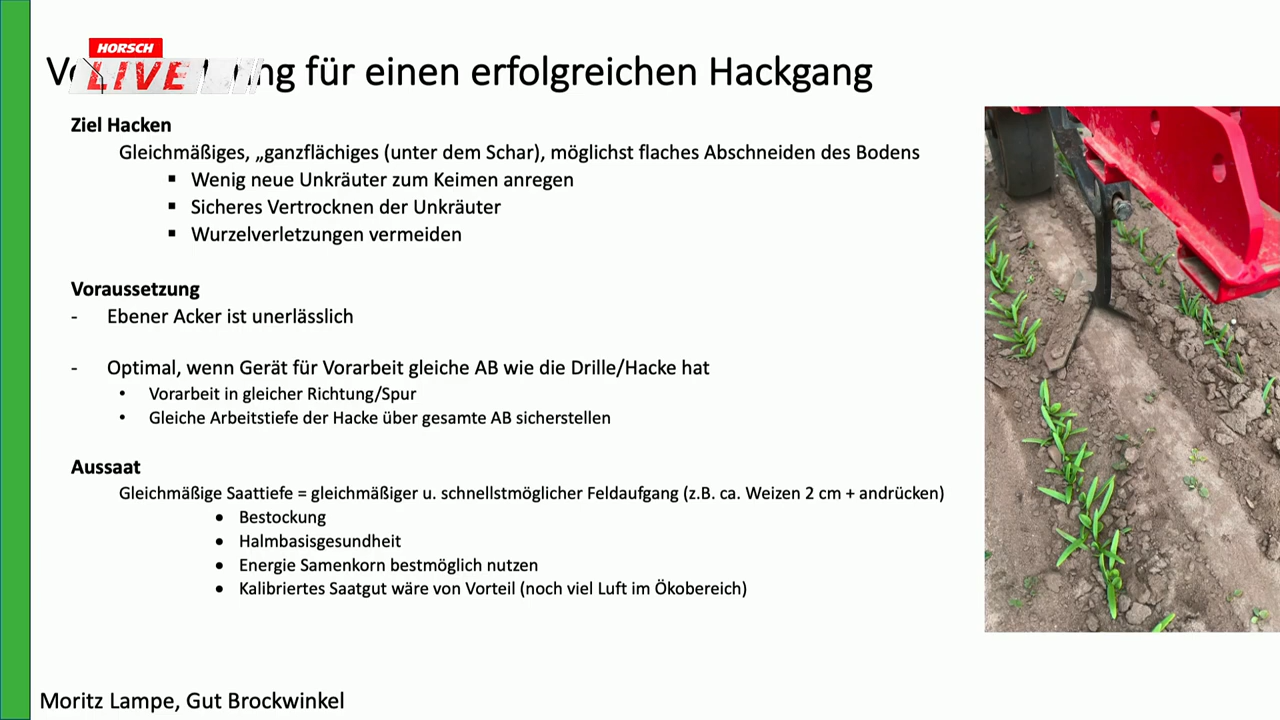 HORSCH
LIVE
für einen erfolgreichen Hackgang
Ziel Hacken
Gleichmäßiges, „ganzflächiges (unter dem Schar), möglichst flaches Abschneiden des Bodens
▪ Wenig neue Unkräuter zum Keimen anregen
▪ Sicheres Vertrocknen der Unkräuter
▪ Wurzelverletzungen vermeiden
Voraussetzung
- Ebener Acker ist unerlässlich
- Optimal, wenn Gerät für Vorarbeit gleiche AB wie die Drille/Hacke hat
• Vorarbeit in gleicher Richtung/Spur
• Gleiche Arbeitstiefe der Hacke über gesamte AB sicherstellen
Aussaat
Gleichmäßige Saattiefe = gleichmäßiger u. schnellstmöglicher Feldaufgang (z.B. ca. Weizen 2 cm + andrücken)
• Bestockung
• Halmbasisgesundheit
• Energie Samenkorn bestmöglich nutzen
• Kalibriertes Saatgut wäre von Vorteil (noch viel Luft im Ökobereich)
Moritz Lampe, Gut Brockwinkel